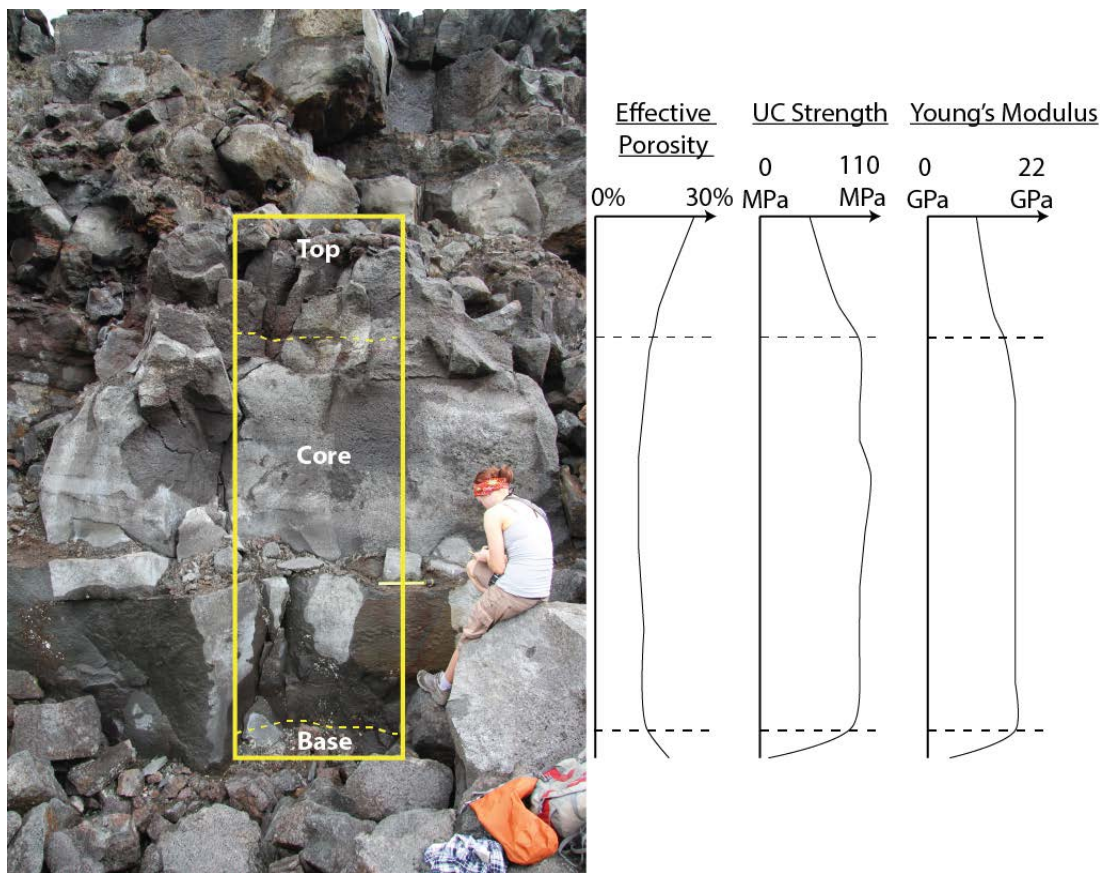 Effective
Porosity
0%
30%
UC Strength
0
MPa
110
MPa
Young's Modulus
0
GPa
22
GPa
Top
Core
Base